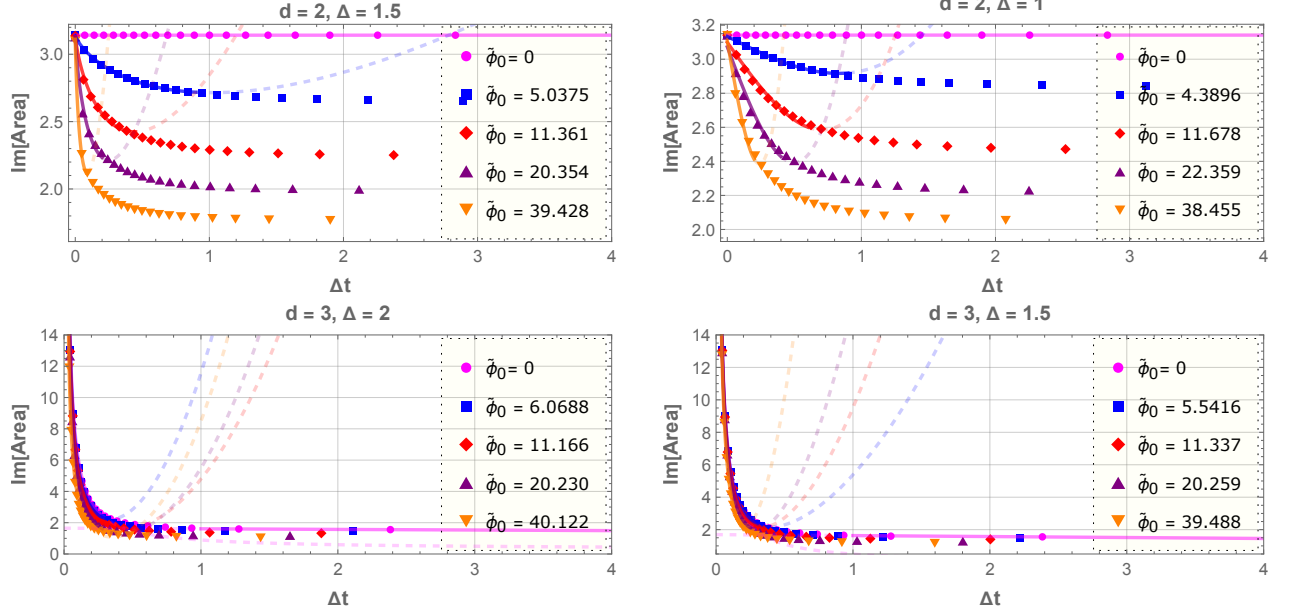 d = 2, Δ = 1.5
Im[Area]
3.0
2.5
2.0
0 1 2 3 4
Δt
ϕ̃0 = 0
ϕ̃0 = 5.0375
ϕ̃0 = 11.361
ϕ̃0 = 20.354
ϕ̃0 = 39.428
d = 2, Δ = 1
Im[Area]
3.2
3.0
2.8
2.6
2.4
2.2
2.0
0 1 2 3 4
Δt
ϕ̃0 = 0
ϕ̃0 = 4.3896
ϕ̃0 = 11.678
ϕ̃0 = 22.359
ϕ̃0 = 38.455
d = 3, Δ = 2
Im[Area]
14
12
10
8
6
4
2
0
0 1 2 3 4
Δt
ϕ̃0 = 0
ϕ̃0 = 6.0688
ϕ̃0 = 11.166
ϕ̃0 = 20.230
ϕ̃0 = 40.122
d = 3, Δ = 1.5
Im[Area]
14
12
10
8
6
4
2
0 1 2 3 4
Δt
ϕ̃0 = 0
ϕ̃0 = 5.5416
ϕ̃0 = 11.337
ϕ̃0 = 20.259
ϕ̃0 = 39.488